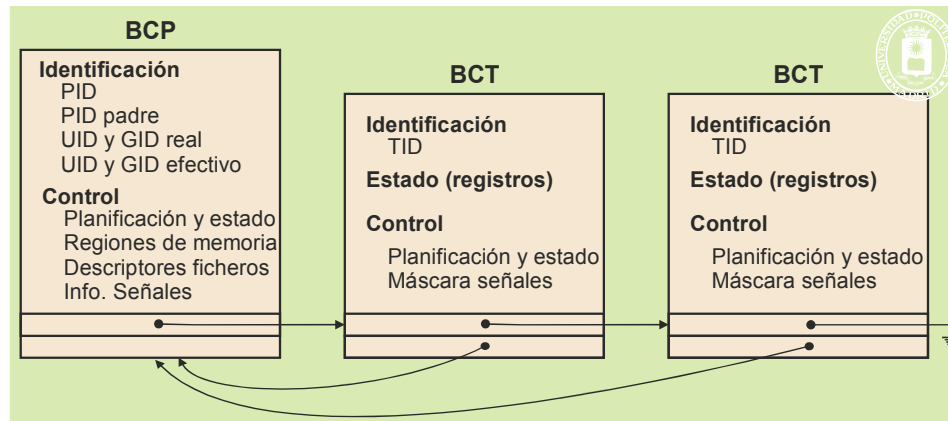 BCP
Identificación
PID
PID padre
UID y GID real
UID y GID efectivo
Control
Planificación y estado
Regiones de memoria
Descriptores ficheros
Info. Señales
BCT
Identificación
TID
Estado (registros)
Control
Planificación y estado
Máscara señales
BCT
Identificación
TID
Estado (registros)
Control
Planificación y estado
Máscara señales